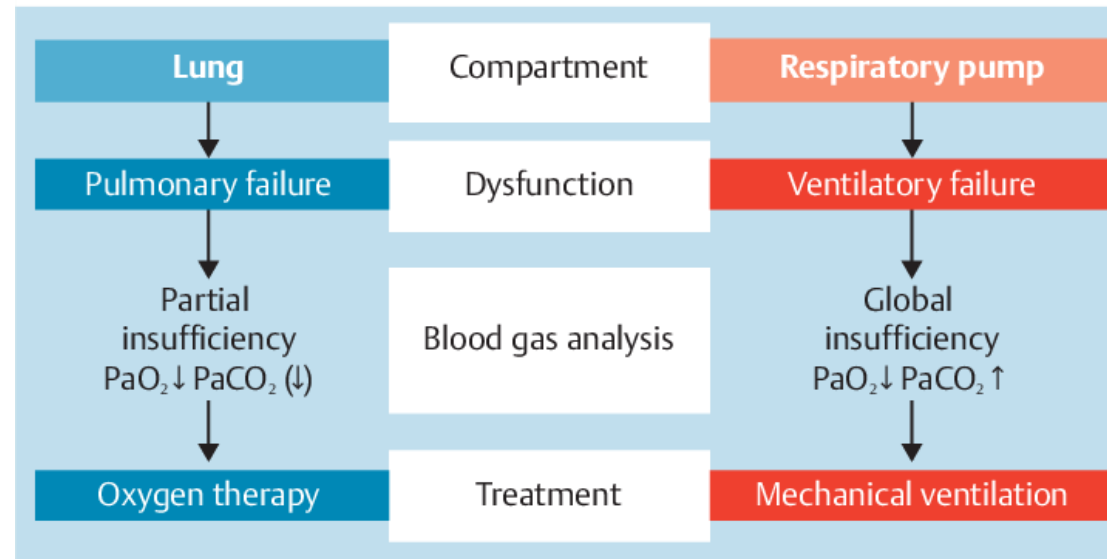 Lung
Compartment
Respiratory pump
Pulmonary failure
Dysfunction
Ventilatory failure
Partial
insufficiency
PaO₂↓ PaCO₂ (↓)
Blood gas analysis
Global
insufficiency
PaO₂↓ PaCO₂ ↑
Oxygen therapy
Treatment
Mechanical ventilation